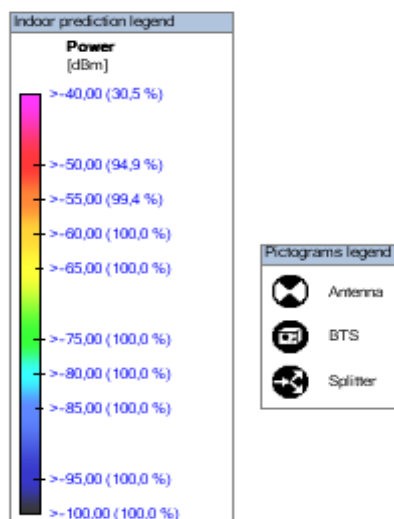 Indoor prediction legend
Power
[dBm]
>-40,00 (30,5 %)
>-50,00 (94,9 %)
>-55,00 (99,4 %)
>-60,00 (100,0 %)
>-65,00 (100,0 %)
>-75,00 (100,0 %)
>-80,00 (100,0 %)
>-85,00 (100,0 %)
>-95,00 (100,0 %)
>-100,00 (100,0 %)
Pictograms legend
Antenna
BTS
Splitter